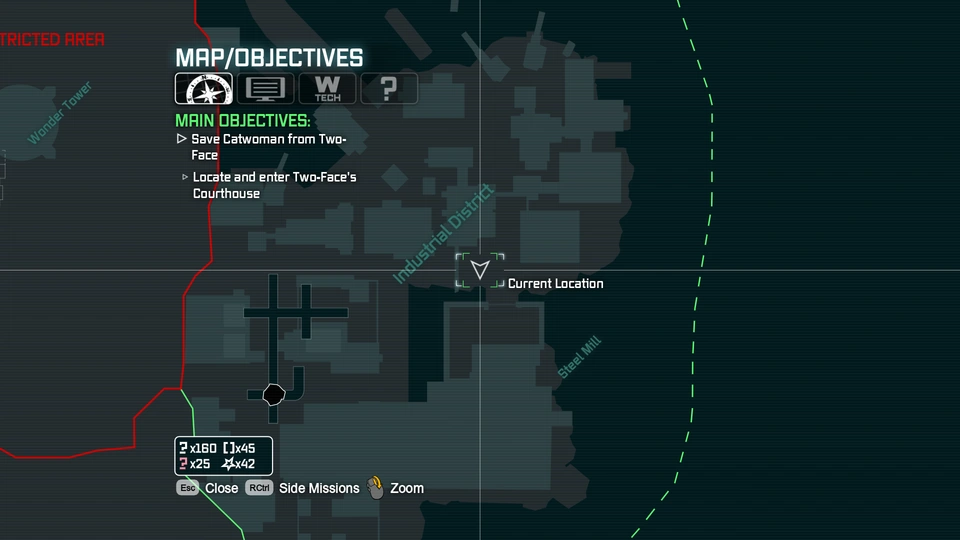 TRICTED AREA
MAP/OBJECTIVES
W
TECH
?
MAIN OBJECTIVES:
Save Catwoman from Two-
Face
Locate and enter Two-Face's
Courthouse
Wonder Tower
Industrial District
Current Location
Steel Mill
? x160 [ ] x45
? x25 x42
Esc Close RCtrl Side Missions Zoom